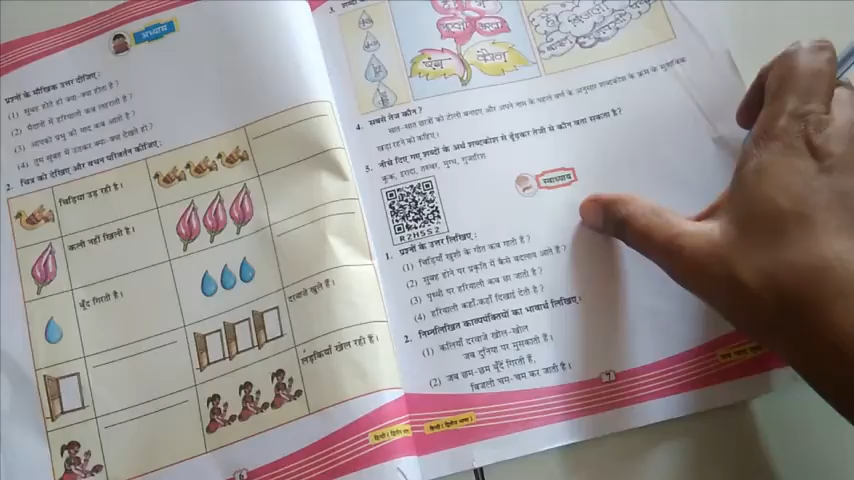 अभ्यास
प्रश्नों के मौखिक उत्तर दीजिए :
(1) सुबह होते ही क्या-क्या होता है ?
(2) मैदानों में हरियाली कब लहराती है ?
(3) आपको प्रभु की याद कब आती है ?
(4) तुम सुबह में उठकर क्या-क्या देखते हो ?
2. चित्र को देखिए और वचन परिवर्तन कीजिए :
चिड़िया उड़ रही है।
कली नहीं खिली है।
बूँद गिरती है।
दरवाजे खुले हैं।
लड़कियाँ खेल रही हैं।
हिन्दी (द्वितीय भाषा)
6
3.
पंख
कोन
4. सबसे तेज कौन ?
सात-सात छात्रों की टोली बनाइए और अपने नाम के पहले वर्ण के अनुसार शब्दकोश के क्रम के मुताबिक
खड़ा रहने को कहिए।
5. नीचे दिए गए शब्दों के अर्थ शब्दकोश से ढूँढ़कर तेजी से कौन बता सकता है ?
कूक, इरादा, तरुवर, मुग्ध, गुजारिश
स्वाध्याय
R2H5S2
1. प्रश्नों के उत्तर लिखिए :
(1) चिड़ियाँ खुशी के गीत कब गाती हैं ?
(2) सुबह होने पर प्रकृति में कैसे बदलाव आते हैं ?
(3) पृथ्वी पर हरियाली कब छा जाती है ?
(4) हरियाली कहाँ-कहाँ दिखाई देती है ?
2. निम्नलिखित काव्यपंक्तियों का भावार्थ लिखिए :
(1) कलियाँ दरवाजे खोल-खोल
जब दुनिया पर मुसकाती हैं।
(2) जब छम-छम बूँदें गिरती हैं,
बिजली चम-चम कर जाती है।
हिन्दी (द्वितीय भाषा)
7